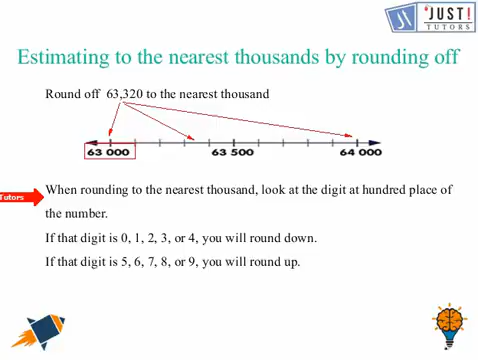 'JUST!
TUTORS
Estimating to the nearest thousands by rounding off
Round off 63,320 to the nearest thousand
63 000 63 500 64 000
When rounding to the nearest thousand, look at the digit at hundred place of
Tutors
the number.
If that digit is 0, 1, 2, 3, or 4, you will round down.
If that digit is 5, 6, 7, 8, or 9, you will round up.